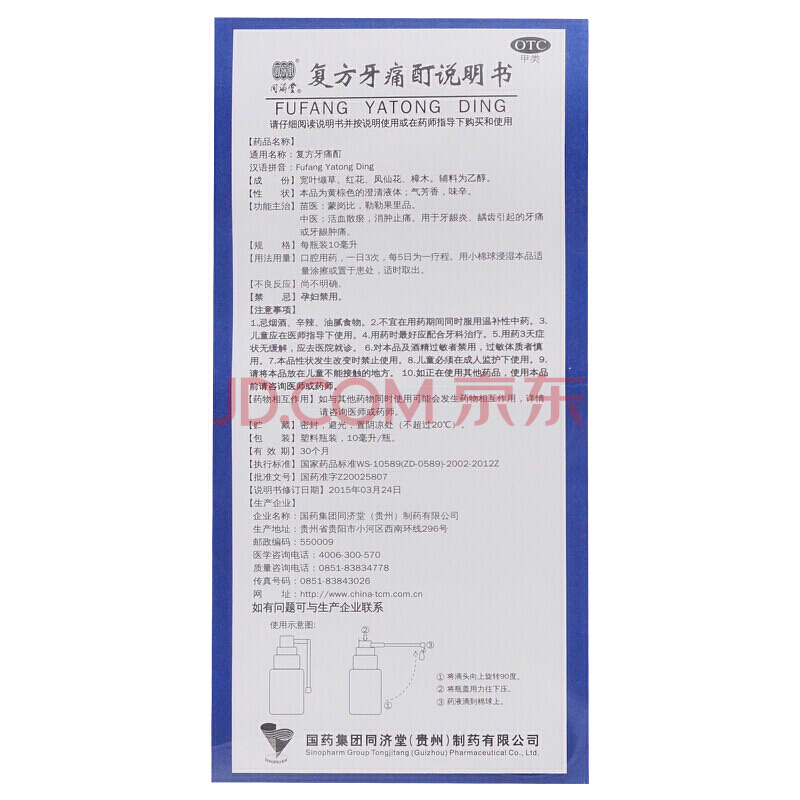 OTC
甲类
同济堂®
复方牙痛酊说明书
FUFANG YATONG DING
请仔细阅读说明书并按说明使用或在药师指导下购买和使用
【药品名称】
通用名称：复方牙痛酊
汉语拼音：Fufang Yatong Ding
【成 份】宽叶缬草、红花、凤仙花、樟木。辅料为乙醇。
【性 状】本品为黄棕色的澄清液体；气芳香，味辛。
【功能主治】苗医：蒙岗比，勒勒果里品。
中医：活血散瘀，消肿止痛。用于牙龈炎、龋齿引起的牙痛
或牙龈肿痛。
【规 格】每瓶装10毫升
【用法用量】口腔用药，一日3次，每5日为一疗程。用小棉球浸湿本品适
量涂擦或置于患处，适时取出。
【不良反应】尚不明确。
【禁 忌】孕妇禁用。
【注意事项】
1.忌烟酒、辛辣、油腻食物。2.不宜在用药期间同时服用温补性中药。3.
儿童应在医师指导下使用。4.用药时最好应配合牙科治疗。5.用药3天症
状无缓解，应去医院就诊。 6.对本品及酒精过敏者禁用，过敏体质者慎
用。7.本品性状发生改变时禁止使用。8.儿童必须在成人监护下使用。9.
请将本品放在儿童不能接触的地方。 10.如正在使用其他药品，使用本品
前请咨询医师或药师。
JD.COM 京东
【药物相互作用】如与其他药物同时使用可能会发生药物相互作用，详情
请咨询医师或药师。
【贮 藏】密封，避光，置阴凉处（不超过20℃）。
【包 装】塑料瓶装，10毫升/瓶。
【有 效 期】30个月
【执行标准】国家药品标准WS-10589(ZD-0589)-2002-2012Z
【批准文号】国药准字Z20025807
【说明书修订日期】2015年03月24日
【生产企业】
企业名称：国药集团同济堂（贵州）制药有限公司
生产地址：贵州省贵阳市小河区西南环线296号
邮政编码：550009
医学咨询电话：4006-300-570
质量咨询电话：0851-83834778
传真号码：0851-83843026
网 址：http://www.china-tcm.com.cn
如有问题可与生产企业联系
使用示意图:
②
③
①
① 将滴头向上旋转90度。
② 将瓶盖用力往下压。
③ 药液滴到棉球上。
国药集团同济堂(贵州)制药有限公司
Sinopharm Group Tongjitang (Guizhou) Pharmaceutical Co., Ltd.